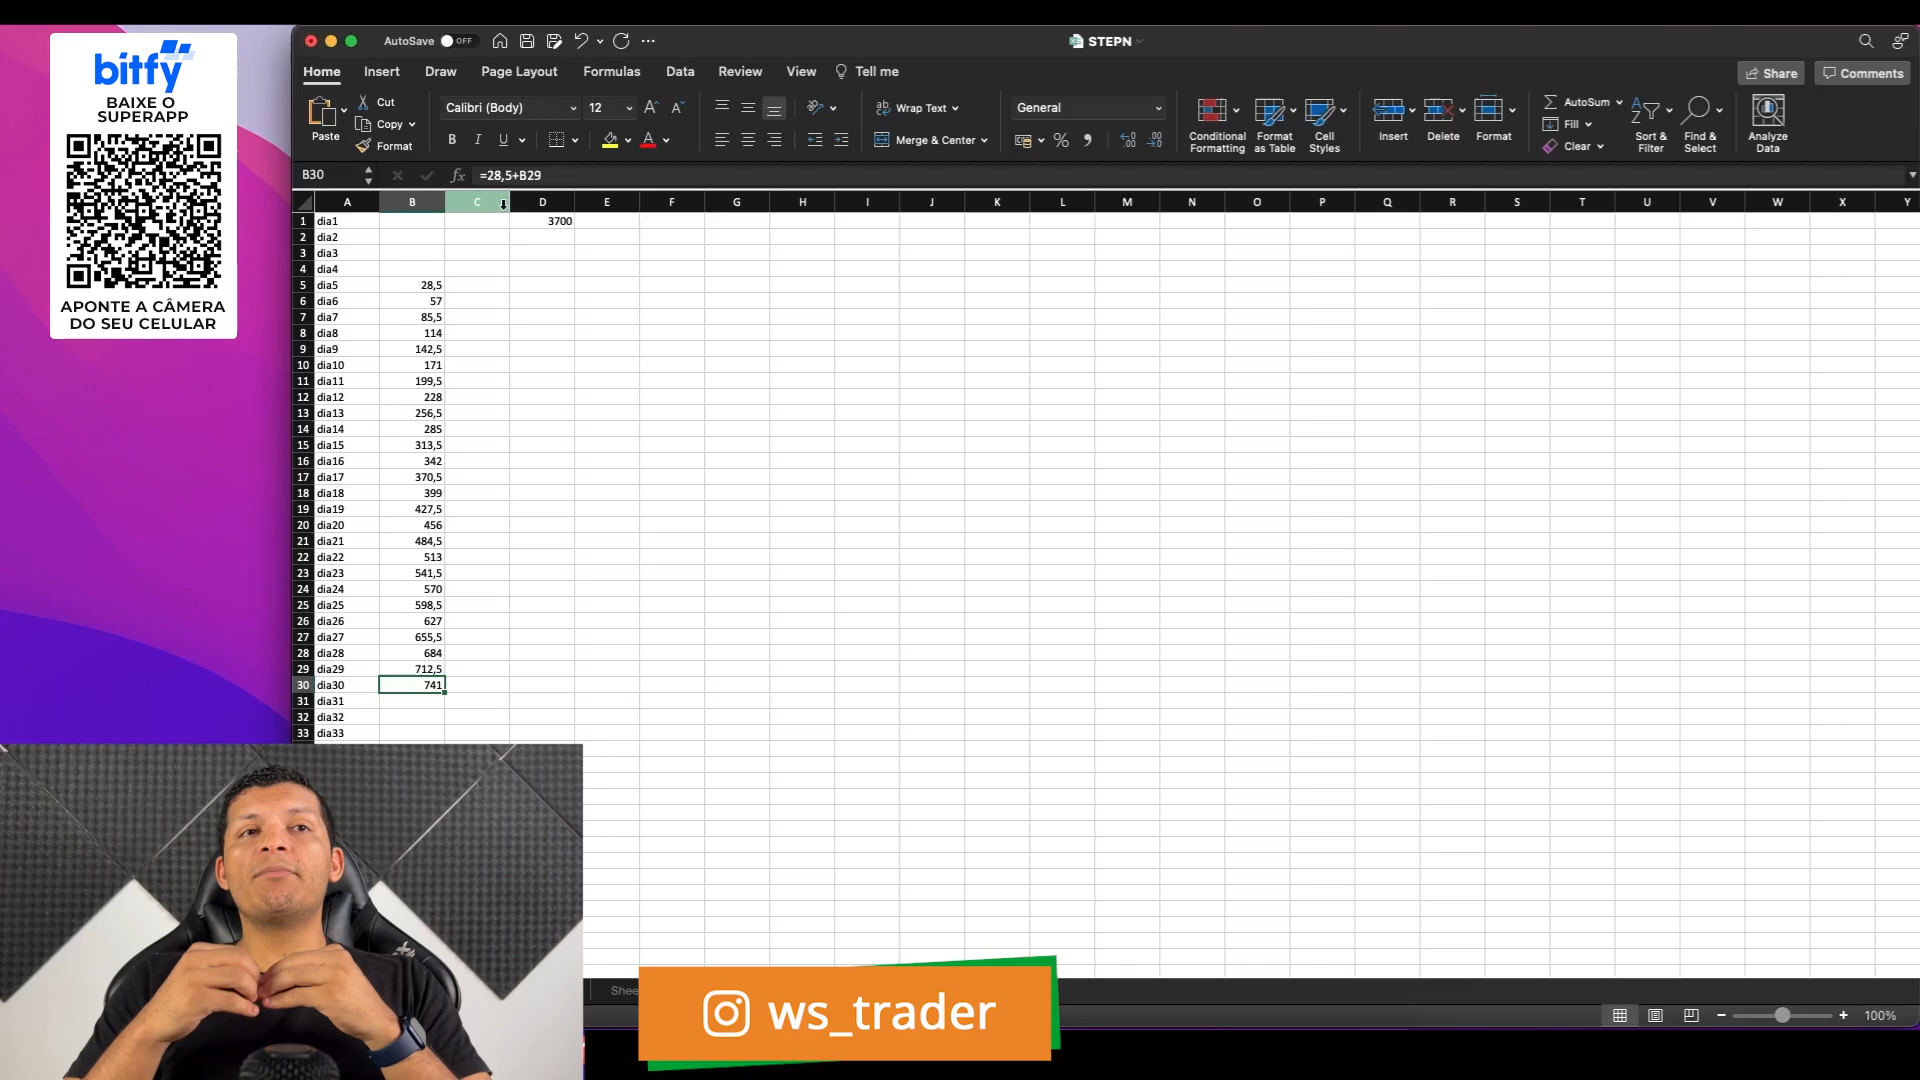 bitfy
BAIXE O
SUPERAPP
APONTE A CÂMERA
DO SEU CELULAR
AutoSave OFF
STEPN
Home Insert Draw Page Layout Formulas Data Review View Tell me
Share Comments
Paste
Cut
Copy
Format
Calibri (Body) 12
B I U
Wrap Text
Merge & Center
General
Conditional
Formatting
Format
as Table
Cell
Styles
Insert Delete Format
AutoSum
Fill
Clear
Sort &
Filter
Find &
Select
Analyze
Data
B30 fx =28,5+B29
A B C D E F G H I J K L M N O P Q R S T U V W X Y
1 dia1 3700
2 dia2
3 dia3
4 dia4
5 dia5 28,5
6 dia6 57
7 dia7 85,5
8 dia8 114
9 dia9 142,5
10 dia10 171
11 dia11 199,5
12 dia12 228
13 dia13 256,5
14 dia14 285
15 dia15 313,5
16 dia16 342
17 dia17 370,5
18 dia18 399
19 dia19 427,5
20 dia20 456
21 dia21 484,5
22 dia22 513
23 dia23 541,5
24 dia24 570
25 dia25 598,5
26 dia26 627
27 dia27 655,5
28 dia28 684
29 dia29 712,5
30 dia30 741
31 dia31
32 dia32
33 dia33
Shee
ws_trader
100%